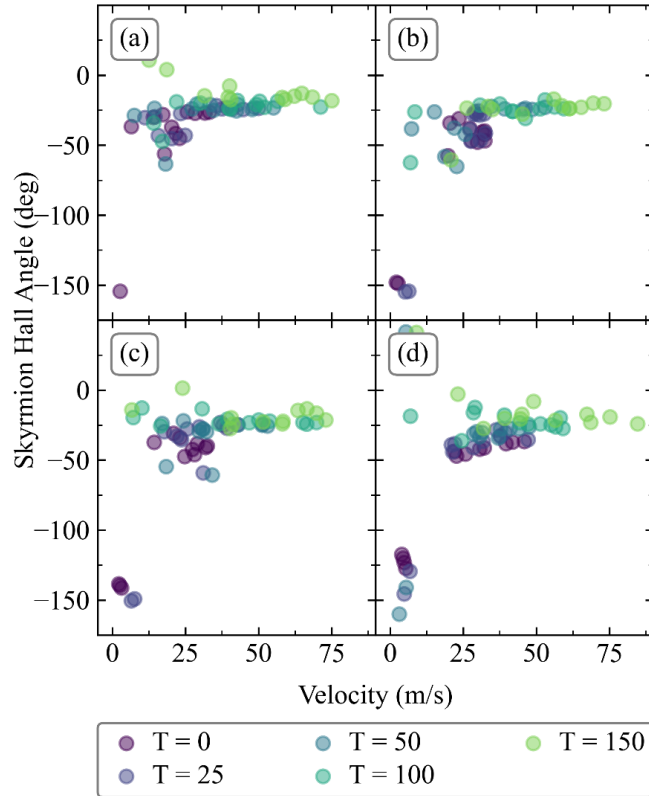 (a)
(b)
0
−50
−100
−150
Skyrmion Hall Angle (deg)
(c)
(d)
0
−50
−100
−150
0 25 50 75 0 25 50 75
Velocity (m/s)
T = 0 T = 50 T = 150
T = 25 T = 100